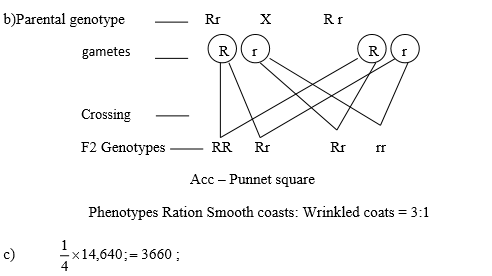 b)Parental genotype Rr X R r
gametes R r R r
Crossing
F2 Genotypes RR Rr Rr rr
Acc – Punnet square
Phenotypes Ration Smooth coasts: Wrinkled coats = 3:1
c) 1/4 ×14,640;= 3660 ;